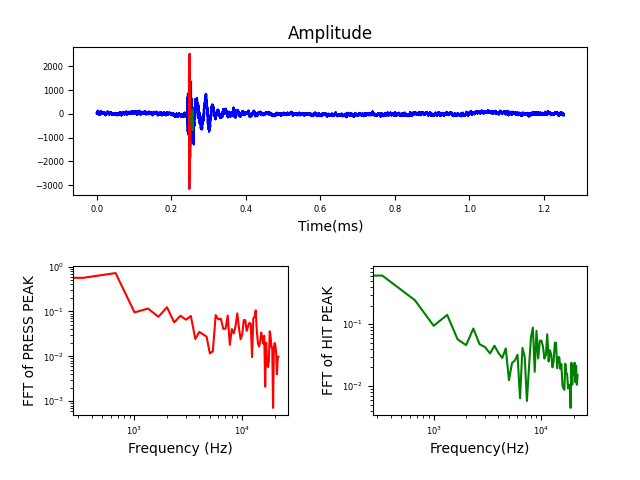 Amplitude
2000
1000
0
−1000
−2000
−3000
0.0 0.2 0.4 0.6 0.8 1.0 1.2
Time(ms)
FFT of PRESS PEAK
10⁰
10⁻¹
10⁻²
10⁻³
10³ 10⁴
Frequency (Hz)
FFT of HIT PEAK
10⁻¹
10⁻²
10³ 10⁴
Frequency(Hz)